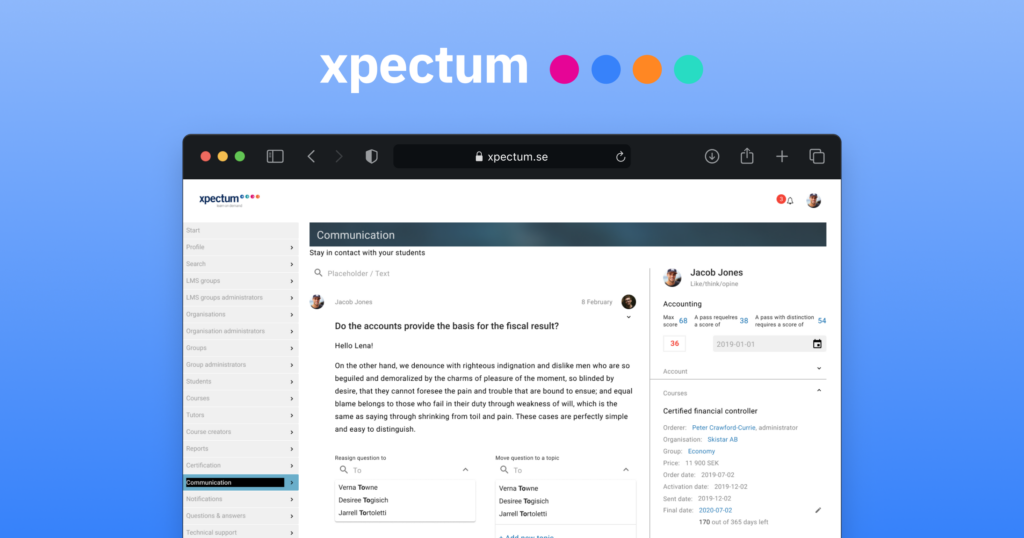 xpectum
xpectum.se
xpectum
3
Start
Profile
Search
LMS groups
LMS groups administrators
Organisations
Organisation administrators
Groups
Group administrators
Students
Courses
Tutors
Course creators
Reports
Certification
Communication
Notifications
Questions & answers
Technical support
Communication
Stay in contact with your students
Placeholder / Text
Jacob Jones
8 February
Do the accounts provide the basis for the fiscal result?
Hello Lena!
On the other hand, we denounce with righteous indignation and dislike men who are so
beguiled and demoralized by the charms of pleasure of the moment, so blinded by
desire, that they cannot foresee the pain and trouble that are bound to ensue; and equal
blame belongs to those who fail in their duty through weakness of will, which is the
same as saying through shrinking from toil and pain. These cases are perfectly simple
and easy to distinguish.
Reassign question to
To
Verna Towne
Desiree Togisich
Jarrell Tortoletti
Move question to a topic
To
Verna Towne
Desiree Togisich
Jarrell Tortoletti
+ Add new topic
Jacob Jones
Like/think/opine
Accounting
Max
score 68
A pass requelres
a score of 38
A pass with distinction
requires a score of 54
36
2019-01-01
Account
Courses
Certified financial controller
Orderer: Peter Crawford-Currie, administrator
Organisation: Skistar AB
Group: Economy
Price: 11 900 SEK
Order date: 2019-07-02
Activation date: 2019-12-02
Sent date: 2019-12-02
Final date: 2020-07-02
170 out of 365 days left